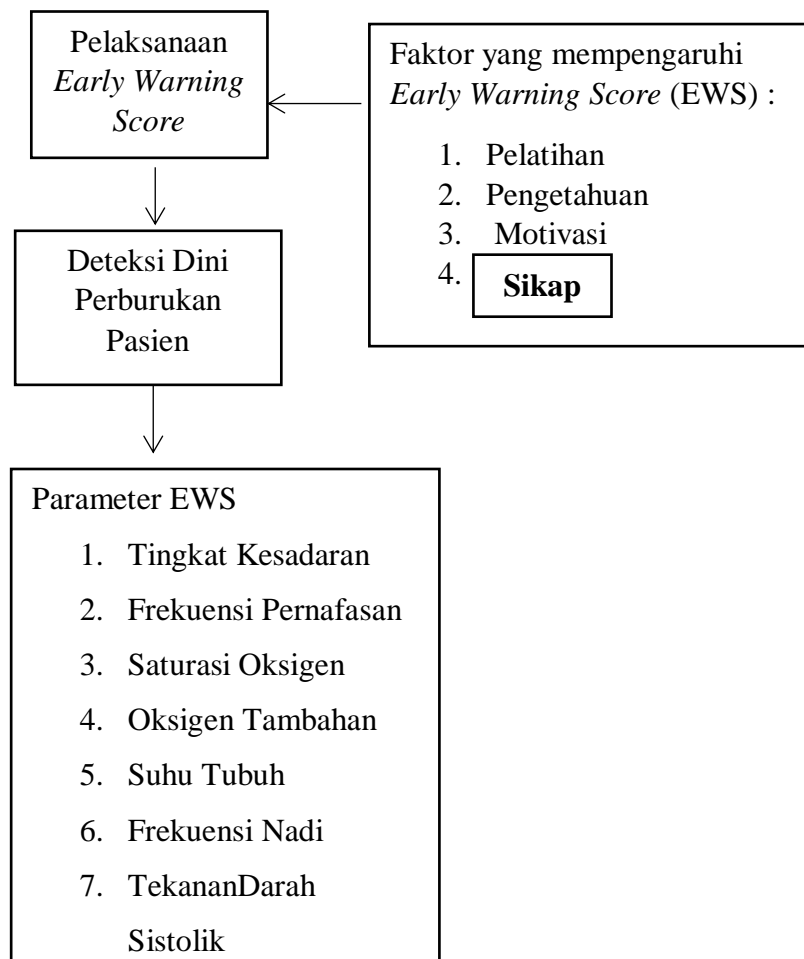 Pelaksanaan
Early Warning
Score
Faktor yang mempengaruhi
Early Warning Score (EWS) :
1. Pelatihan
2. Pengetahuan
3. Motivasi
4. Sikap
Deteksi Dini
Perburukan
Pasien
Parameter EWS
1. Tingkat Kesadaran
2. Frekuensi Pernafasan
3. Saturasi Oksigen
4. Oksigen Tambahan
5. Suhu Tubuh
6. Frekuensi Nadi
7. TekananDarah
Sistolik